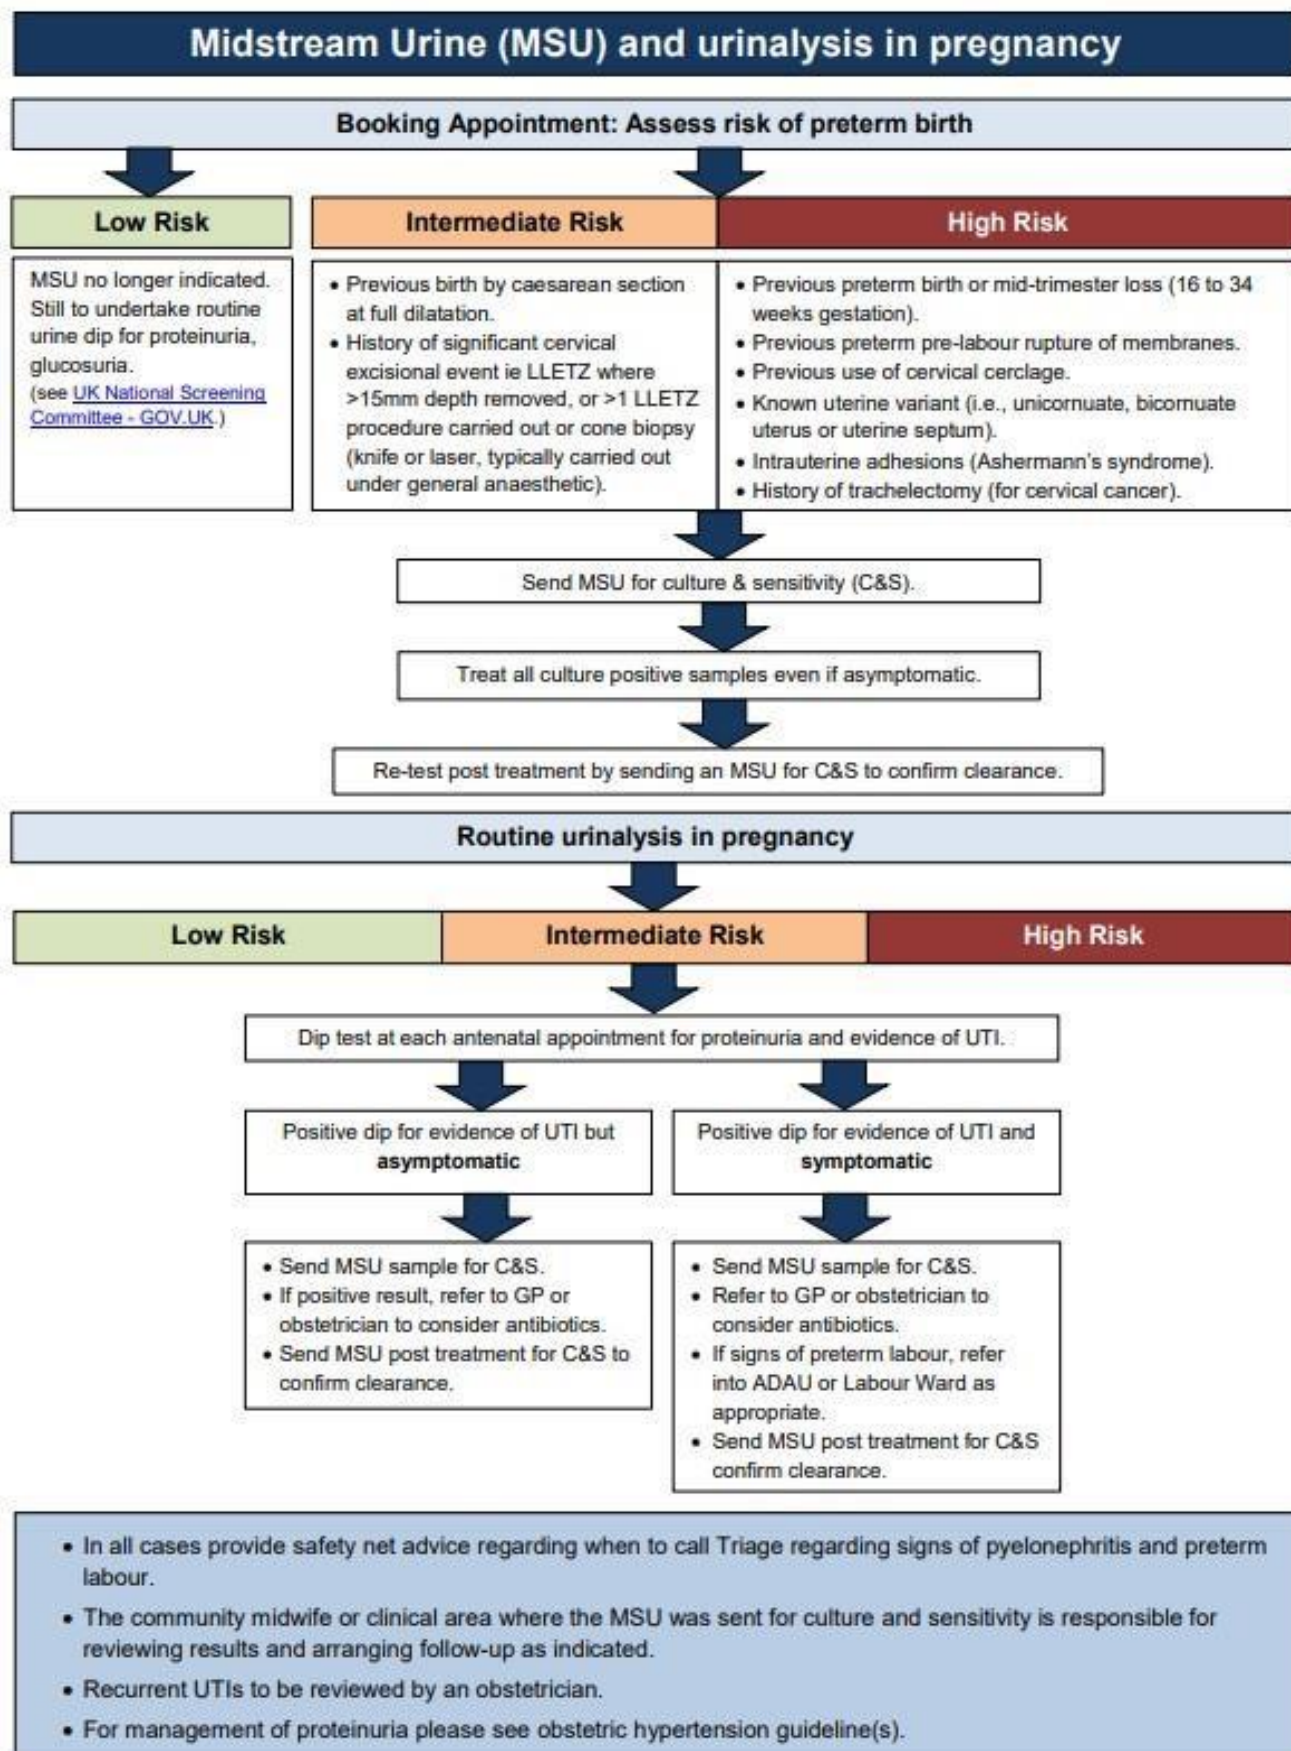 Midstream Urine (MSU) and urinalysis in pregnancy
Booking Appointment: Assess risk of preterm birth
Low Risk
MSU no longer indicated.
Still to undertake routine
urine dip for proteinuria,
glucosuria.
(see UK National Screening
Committee - GOV.UK.)
Intermediate Risk
• Previous birth by caesarean section
at full dilatation.
• History of significant cervical
excisional event ie LLETZ where
>15mm depth removed, or >1 LLETZ
procedure carried out or cone biopsy
(knife or laser, typically carried out
under general anaesthetic).
High Risk
• Previous preterm birth or mid-trimester loss (16 to 34
weeks gestation).
• Previous preterm pre-labour rupture of membranes.
• Previous use of cervical cerclage.
• Known uterine variant (i.e., unicornuate, bicornuate
uterus or uterine septum).
• Intrauterine adhesions (Ashermann's syndrome).
• History of trachelectomy (for cervical cancer).
Send MSU for culture & sensitivity (C&S).
Treat all culture positive samples even if asymptomatic.
Re-test post treatment by sending an MSU for C&S to confirm clearance.
Routine urinalysis in pregnancy
Low Risk
Intermediate Risk
High Risk
Dip test at each antenatal appointment for proteinuria and evidence of UTI.
Positive dip for evidence of UTI but
asymptomatic
• Send MSU sample for C&S.
• If positive result, refer to GP or
obstetrician to consider antibiotics.
• Send MSU post treatment for C&S to
confirm clearance.
Positive dip for evidence of UTI and
symptomatic
• Send MSU sample for C&S.
• Refer to GP or obstetrician to
consider antibiotics.
• If signs of preterm labour, refer
into ADAU or Labour Ward as
appropriate.
• Send MSU post treatment for C&S
confirm clearance.
• In all cases provide safety net advice regarding when to call Triage regarding signs of pyelonephritis and preterm
labour.
• The community midwife or clinical area where the MSU was sent for culture and sensitivity is responsible for
reviewing results and arranging follow-up as indicated.
• Recurrent UTIs to be reviewed by an obstetrician.
• For management of proteinuria please see obstetric hypertension guideline(s).